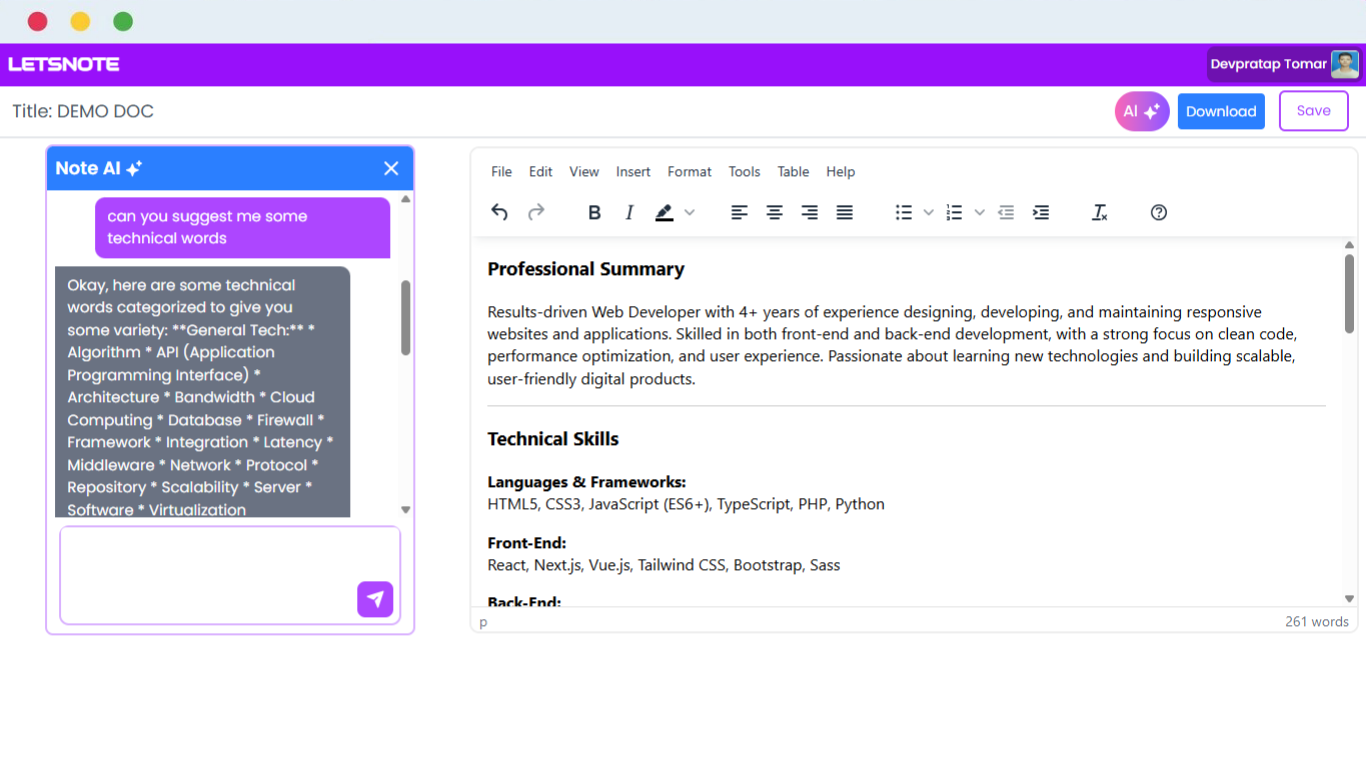 LETSNOTE
Devpratap Tomar
Title: DEMO DOC
AI
Download
Save
Note AI
can you suggest me some
technical words
Okay, here are some technical
words categorized to give you
some variety: **General Tech:** *
Algorithm * API (Application
Programming Interface) *
Architecture * Bandwidth * Cloud
Computing * Database * Firewall *
Framework * Integration * Latency *
Middleware * Network * Protocol *
Repository * Scalability * Server *
Software * Virtualization
File Edit View Insert Format Tools Table Help
Professional Summary
Results-driven Web Developer with 4+ years of experience designing, developing, and maintaining responsive
websites and applications. Skilled in both front-end and back-end development, with a strong focus on clean code,
performance optimization, and user experience. Passionate about learning new technologies and building scalable,
user-friendly digital products.
Technical Skills
Languages & Frameworks:
HTML5, CSS3, JavaScript (ES6+), TypeScript, PHP, Python
Front-End:
React, Next.js, Vue.js, Tailwind CSS, Bootstrap, Sass
Back-End:
p
261 words